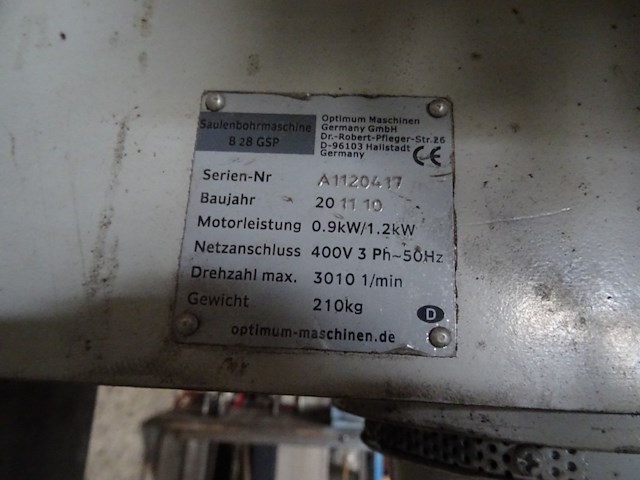 Säulenbohrmaschine
B 28 GSP
Optimum Maschinen
Germany GmbH
Dr.-Robert-Pfleger-Str.26
D-96103 Hallstadt
Germany
CE
Serien-Nr A1120417
Baujahr 20 11 10
Motorleistung 0.9kW/1.2kW
Netzanschluss 400V 3 Ph~50Hz
Drehzahl max. 3010 1/min
Gewicht 210kg
D
optimum-maschinen.de